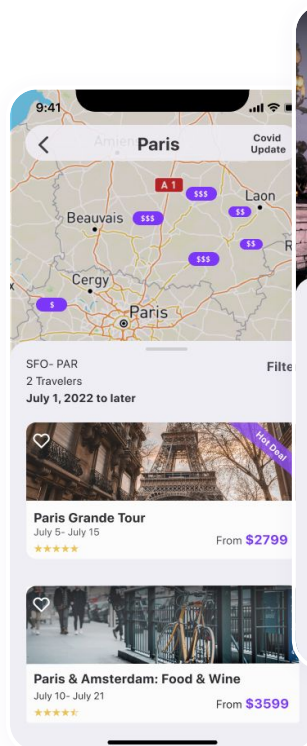 9:41
Amiens
Paris
Covid
Update
A 1
$$$
Laon
Beauvais
$$$
$$
$$
R
$$$
Cergy
$
Paris
SFO- PAR
Filte
2 Travelers
July 1, 2022 to later
Hot Deal
Paris Grande Tour
July 5- July 15
From $2799
Paris & Amsterdam: Food & Wine
July 10- July 21
From $3599